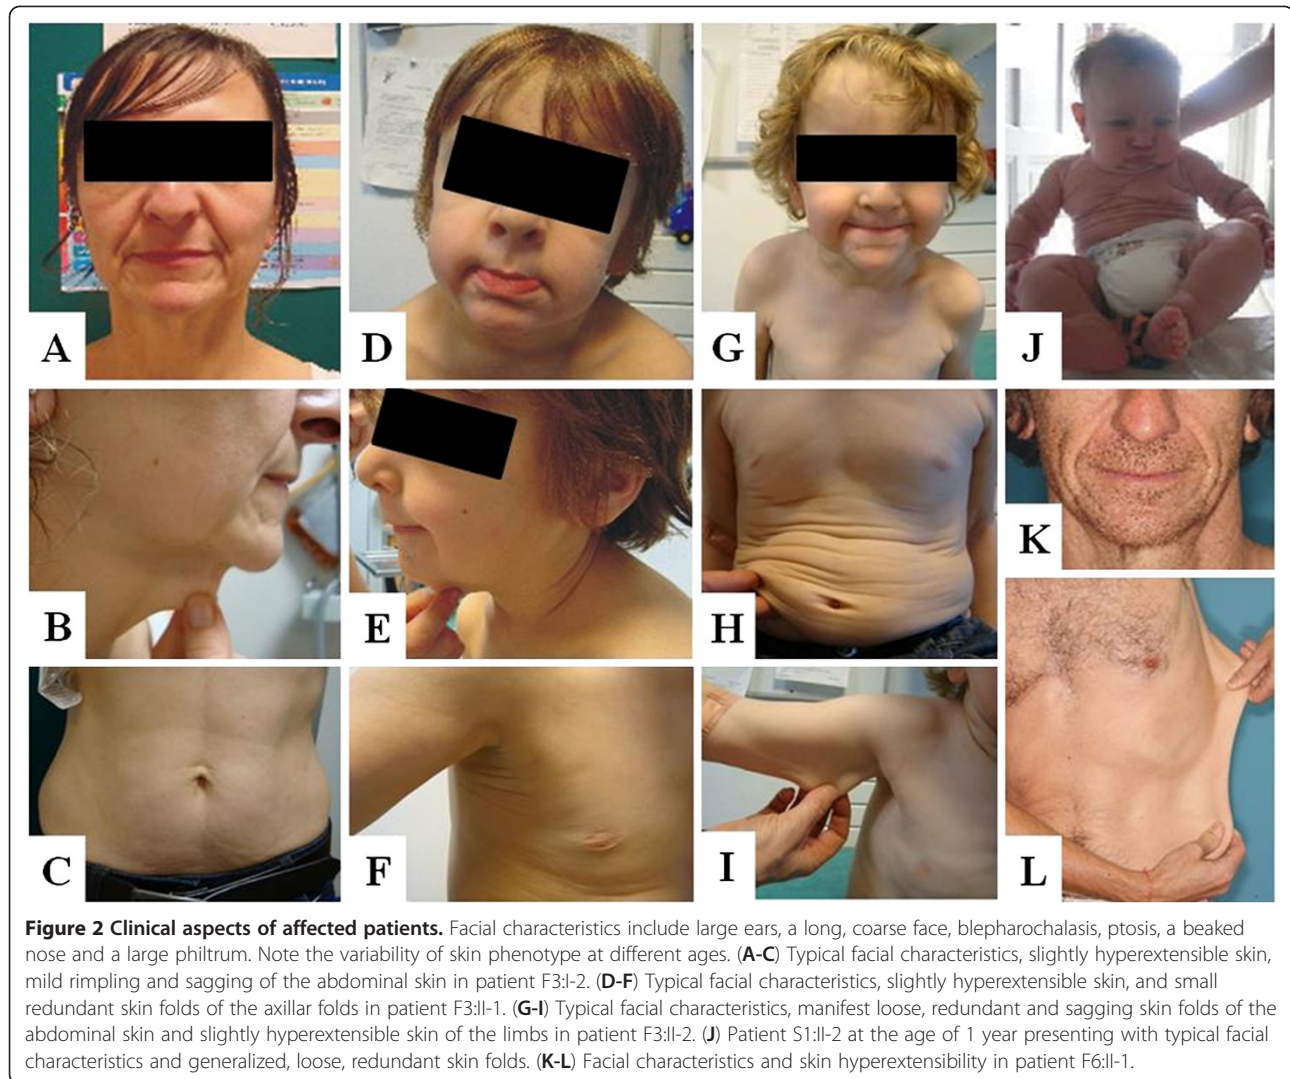 A
D
G
J
B
E
H
K
C
F
I
L
Figure 2 Clinical aspects of affected patients. Facial characteristics include large ears, a long, coarse face, blepharochalasis, ptosis, a beaked
nose and a large philtrum. Note the variability of skin phenotype at different ages. (A-C) Typical facial characteristics, slightly hyperextensible skin,
mild rimpling and sagging of the abdominal skin in patient F3:I-2. (D-F) Typical facial characteristics, slightly hyperextensible skin, and small
redundant skin folds of the axillar folds in patient F3:II-1. (G-I) Typical facial characteristics, manifest loose, redundant and sagging skin folds of the
abdominal skin and slightly hyperextensible skin of the limbs in patient F3:II-2. (J) Patient S1:II-2 at the age of 1 year presenting with typical facial
characteristics and generalized, loose, redundant skin folds. (K-L) Facial characteristics and skin hyperextensibility in patient F6:II-1.